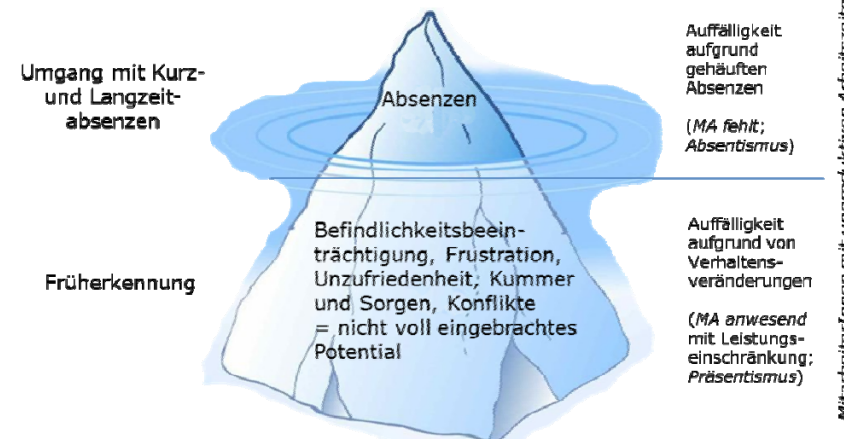 Umgang mit Kurz-
und Langzeit-
absenzen
Absenzen
Auffälligkeit
aufgrund
gehäuften
Absenzen
(MA fehlt;
Absentismus)
Früherkennung
Befindlichkeitsbeein-
trächtigung, Frustration,
Unzufriedenheit; Kummer
und Sorgen, Konflikte
= nicht voll eingebrachtes
Potential
Auffälligkeit
aufgrund von
Verhaltens-
veränderungen
(MA anwesend
mit Leistungs-
einschränkung;
Präsentismus)